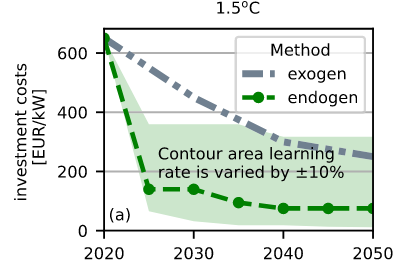 1.5°C
investment costs
[EUR/kW]
600
400
200
0
Method
exogen
endogen
Contour area learning
rate is varied by ±10%
(a)
2020 2030 2040 2050